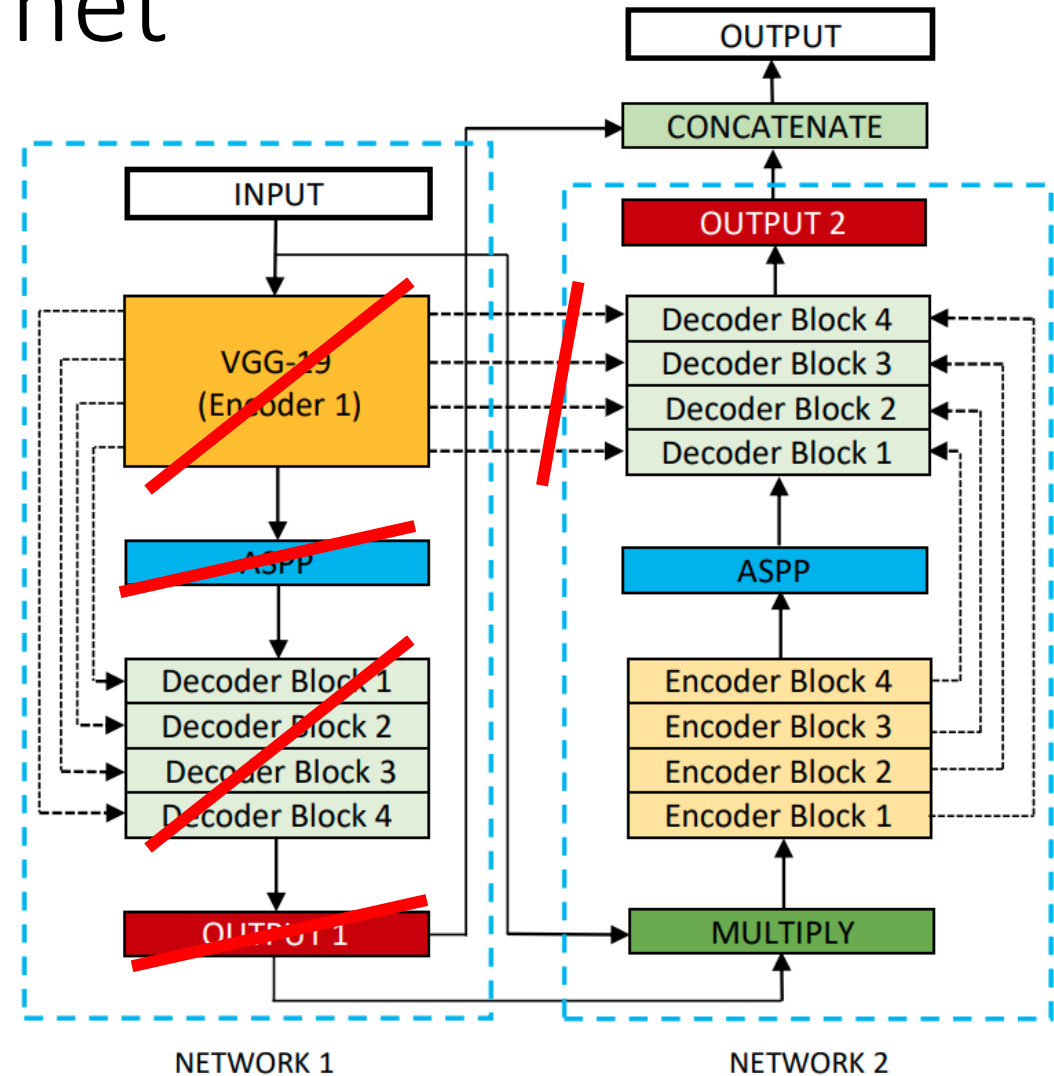 net
OUTPUT
CONCATENATE
INPUT
OUTPUT 2
VGG-19
(Encoder 1)
Decoder Block 4
Decoder Block 3
Decoder Block 2
Decoder Block 1
ASPP
ASPP
Decoder Block 1
Decoder Block 2
Decoder Block 3
Decoder Block 4
Encoder Block 4
Encoder Block 3
Encoder Block 2
Encoder Block 1
OUTPUT 1
MULTIPLY
NETWORK 1
NETWORK 2